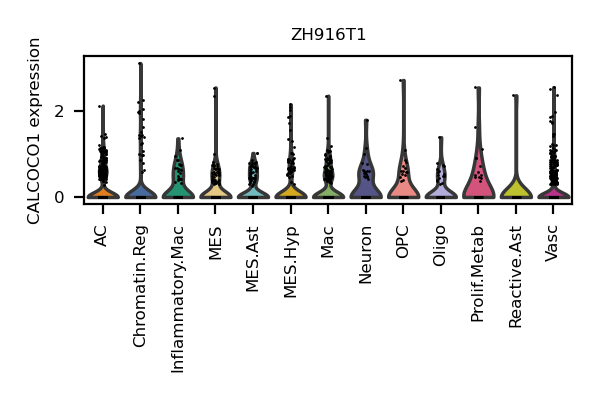 ZH916T1
CALCOCO1 expression
2
0
AC
Chromatin.Reg
Inflammatory.Mac
MES
MES.Ast
MES.Hyp
Mac
Neuron
OPC
Oligo
Prolif.Metab
Reactive.Ast
Vasc